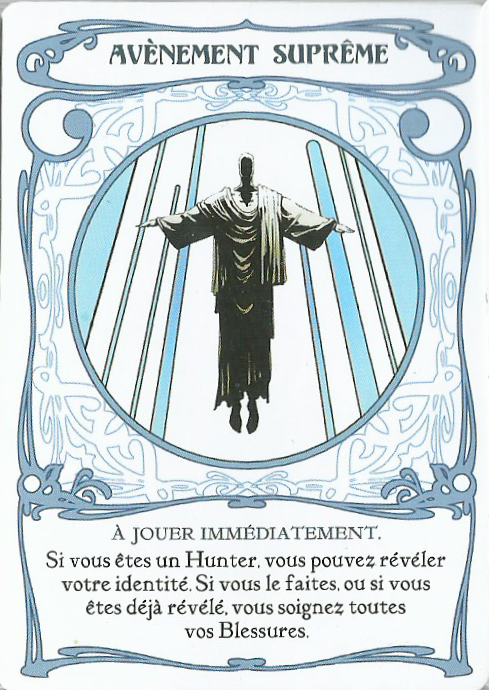 AVÈNEMENT SUPRÊME
À JOUER IMMÉDIATEMENT.
Si vous êtes un Hunter, vous pouvez révéler
votre identité. Si vous le faites, ou si vous
êtes déjà révélé, vous soignez toutes
vos Blessures.